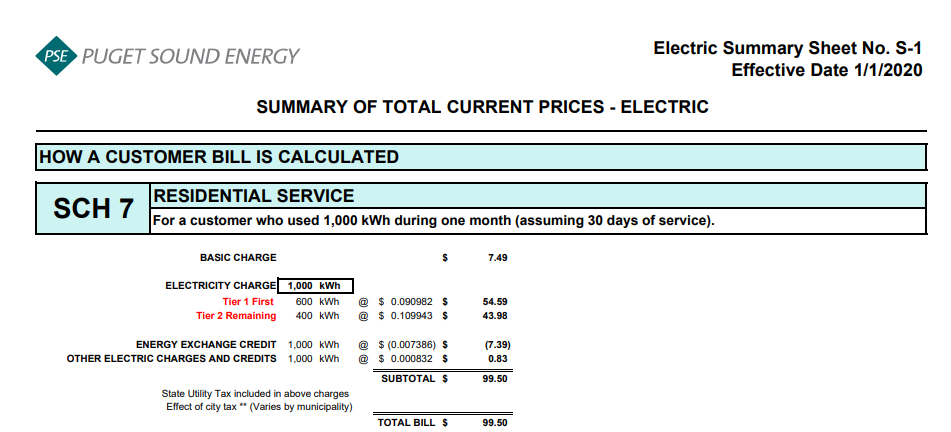 PSE PUGET SOUND ENERGY
Electric Summary Sheet No. S-1
Effective Date 1/1/2020
SUMMARY OF TOTAL CURRENT PRICES - ELECTRIC
HOW A CUSTOMER BILL IS CALCULATED
SCH 7
RESIDENTIAL SERVICE
For a customer who used 1,000 kWh during one month (assuming 30 days of service).
BASIC CHARGE $ 7.49
ELECTRICITY CHARGE 1,000 kWh
Tier 1 First 600 kWh @ $ 0.090982 $ 54.59
Tier 2 Remaining 400 kWh @ $ 0.109943 $ 43.98
ENERGY EXCHANGE CREDIT 1,000 kWh @ $ (0.007386) $ (7.39)
OTHER ELECTRIC CHARGES AND CREDITS 1,000 kWh @ $ 0.000832 $ 0.83
SUBTOTAL $ 99.50
State Utility Tax included in above charges
Effect of city tax ** (Varies by municipality)
TOTAL BILL $ 99.50